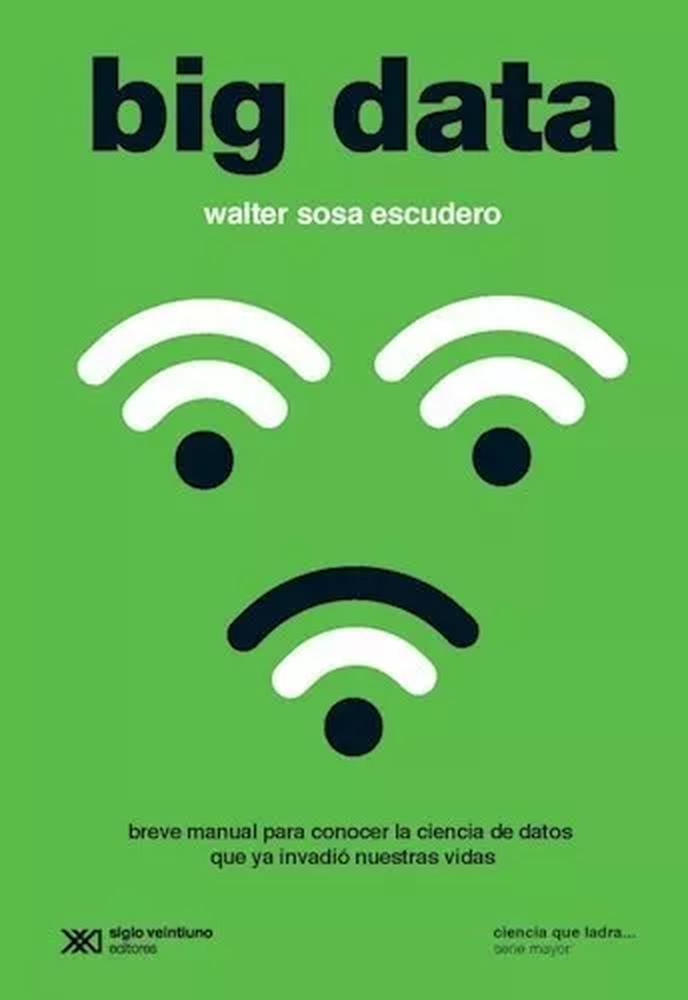 big data
walter sosa escudero
breve manual para conocer la ciencia de datos
que ya invadió nuestras vidas
siglo veintiuno
editores
ciencia que ladra...
serie mayor